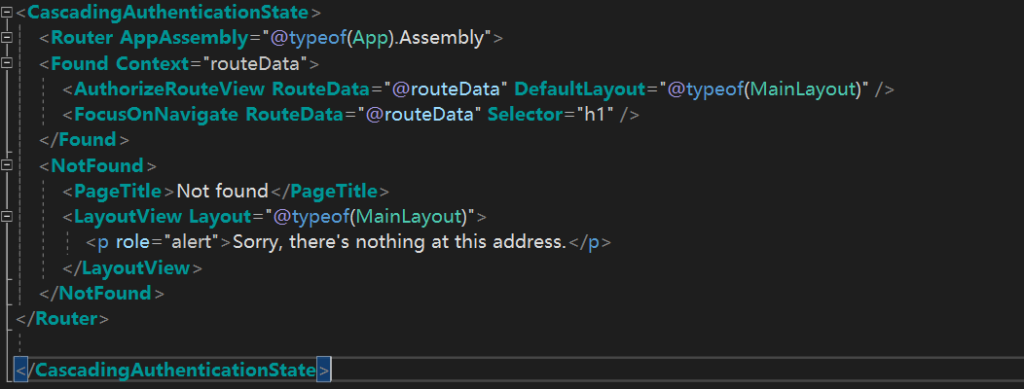 <CascadingAuthenticationState>
<Router AppAssembly="@typeof(App).Assembly">
<Found Context="routeData">
<AuthorizeRouteView RouteData="@routeData" DefaultLayout="@typeof(MainLayout)" />
<FocusOnNavigate RouteData="@routeData" Selector="h1" />
</Found>
<NotFound>
<PageTitle>Not found</PageTitle>
<LayoutView Layout="@typeof(MainLayout)">
<p role="alert">Sorry, there's nothing at this address.</p>
</LayoutView>
</NotFound>
</Router>
</CascadingAuthenticationState>